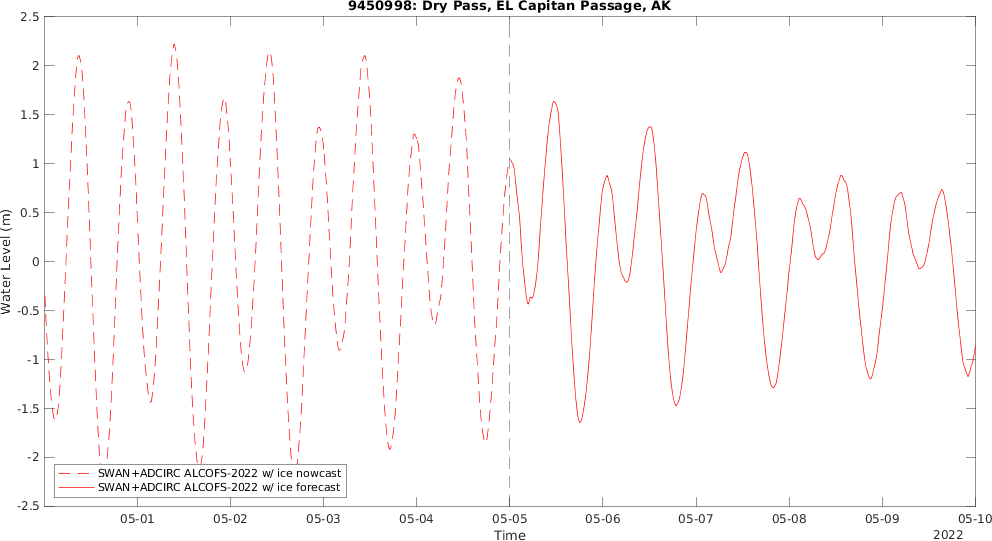 9450998: Dry Pass, EL Capitan Passage, AK
2.5
2
1.5
1
0.5
0
-0.5
-1
-1.5
-2
-2.5
Water Level (m)
SWAN+ADCIRC ALCOFS-2022 w/ ice nowcast
SWAN+ADCIRC ALCOFS-2022 w/ ice forecast
05-01 05-02 05-03 05-04 05-05 05-06 05-07 05-08 05-09 05-10
Time
2022